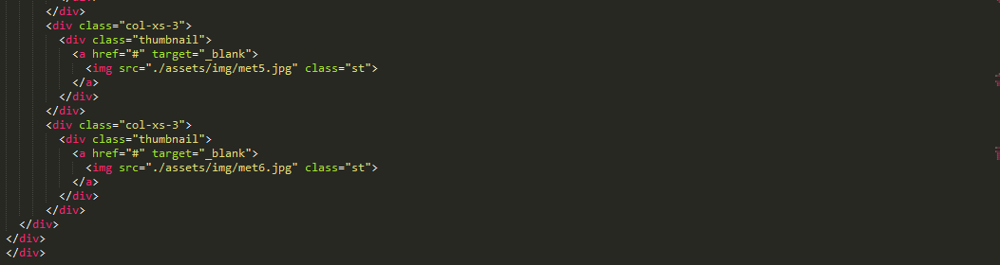 </div>
<div class="col-xs-3">
<div class="thumbnail">
<a href="#" target="_blank">
<img src="./assets/img/met5.jpg" class="st">
</a>
</div>
</div>
<div class="col-xs-3">
<div class="thumbnail">
<a href="#" target="_blank">
<img src="./assets/img/met6.jpg" class="st">
</a>
</div>
</div>
</div>
</div>
</div>